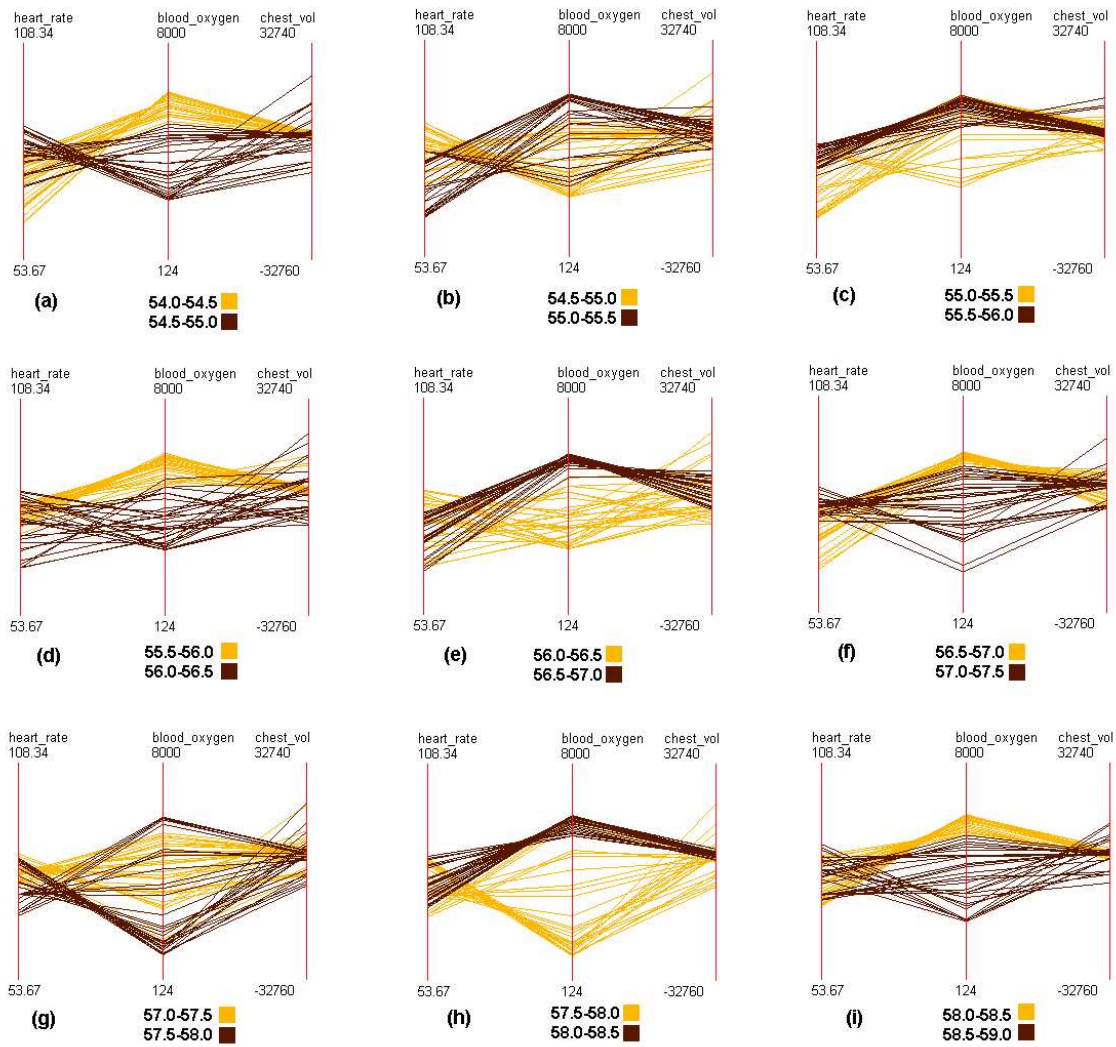 heart_rate blood_oxygen chest_vol
108.34 8000 32740
53.67 124 -32760
(a) 54.0-54.5
54.5-55.0
heart_rate blood_oxygen chest_vol
108.34 8000 32740
53.67 124 -32760
(b) 54.5-55.0
55.0-55.5
heart_rate blood_oxygen chest_vol
108.34 8000 32740
53.67 124 -32760
(c) 55.0-55.5
55.5-56.0
heart_rate blood_oxygen chest_vol
108.34 8000 32740
53.67 124 -32760
(d) 55.5-56.0
56.0-56.5
heart_rate blood_oxygen chest_vol
108.34 8000 32740
53.67 124 -32760
(e) 56.0-56.5
56.5-57.0
heart_rate blood_oxygen chest_vol
108.34 8000 32740
53.67 124 -32760
(f) 56.5-57.0
57.0-57.5
heart_rate blood_oxygen chest_vol
108.34 8000 32740
53.67 124 -32760
(g) 57.0-57.5
57.5-58.0
heart_rate blood_oxygen chest_vol
108.34 8000 32740
53.67 124 -32760
(h) 57.5-58.0
58.0-58.5
heart_rate blood_oxygen chest_vol
108.34 8000 32740
53.67 124 -32760
(i) 58.0-58.5
58.5-59.0